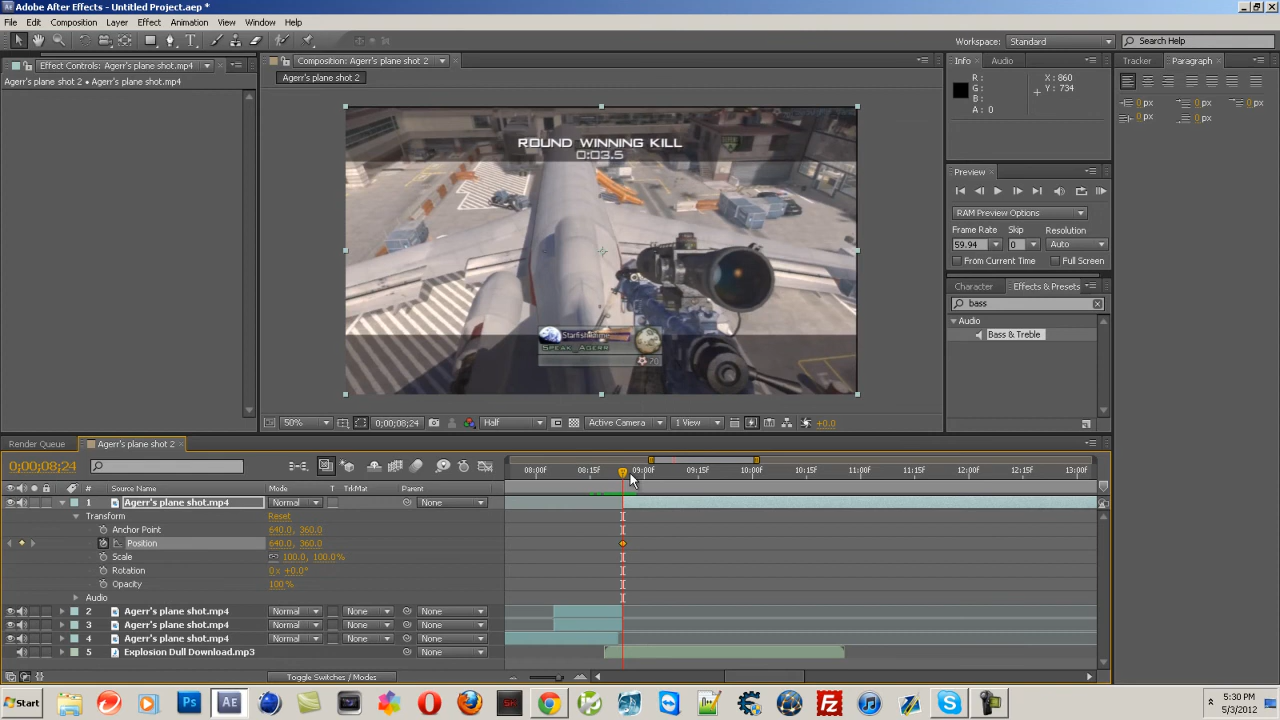 Adobe After Effects - Untitled Project.aep *
File Edit Composition Layer Effect Animation View Window Help
Workspace: Standard Search Help
Effect Controls: Agerr's plane shot.mp4
Agerr's plane shot 2 • Agerr's plane shot.mp4
Composition: Agerr's plane shot 2
Agerr's plane shot 2
ROUND WINNING KILL
0:03.5
Speak_Agerr
70
50% 0;00;08;24 Half Active Camera 1 View +0.0
Info Audio
R: X: 860
G: Y: 734
B:
A: 0
Preview
RAM Preview Options
Frame Rate Skip Resolution
59.94 0 Auto
From Current Time Full Screen
Character Effects & Presets
bass
Audio
Bass & Treble
Tracker Paragraph
0 px 0 px 0 px
0 px 0 px
Render Queue Agerr's plane shot 2
0;00;08;24
08:00F 08:15F 09:00F 09:15F 10:00F 10:15F 11:00F 11:15F 12:00F 12:15F 13:00F
# Source Name Mode T TrkMat Parent
1 Agerr's plane shot.mp4 Normal None
Transform Reset
Anchor Point 640.0, 360.0
Position 640.0, 360.0
Scale 100.0, 100.0%
Rotation 0x +0.0°
Opacity 100%
Audio
2 Agerr's plane shot.mp4 Normal None None
3 Agerr's plane shot.mp4 Normal None None
4 Agerr's plane shot.mp4 Normal None None
5 Explosion Dull Download.mp3 None
Toggle Switches / Modes
Start Ps Ae Sh
5:30 PM
5/3/2012